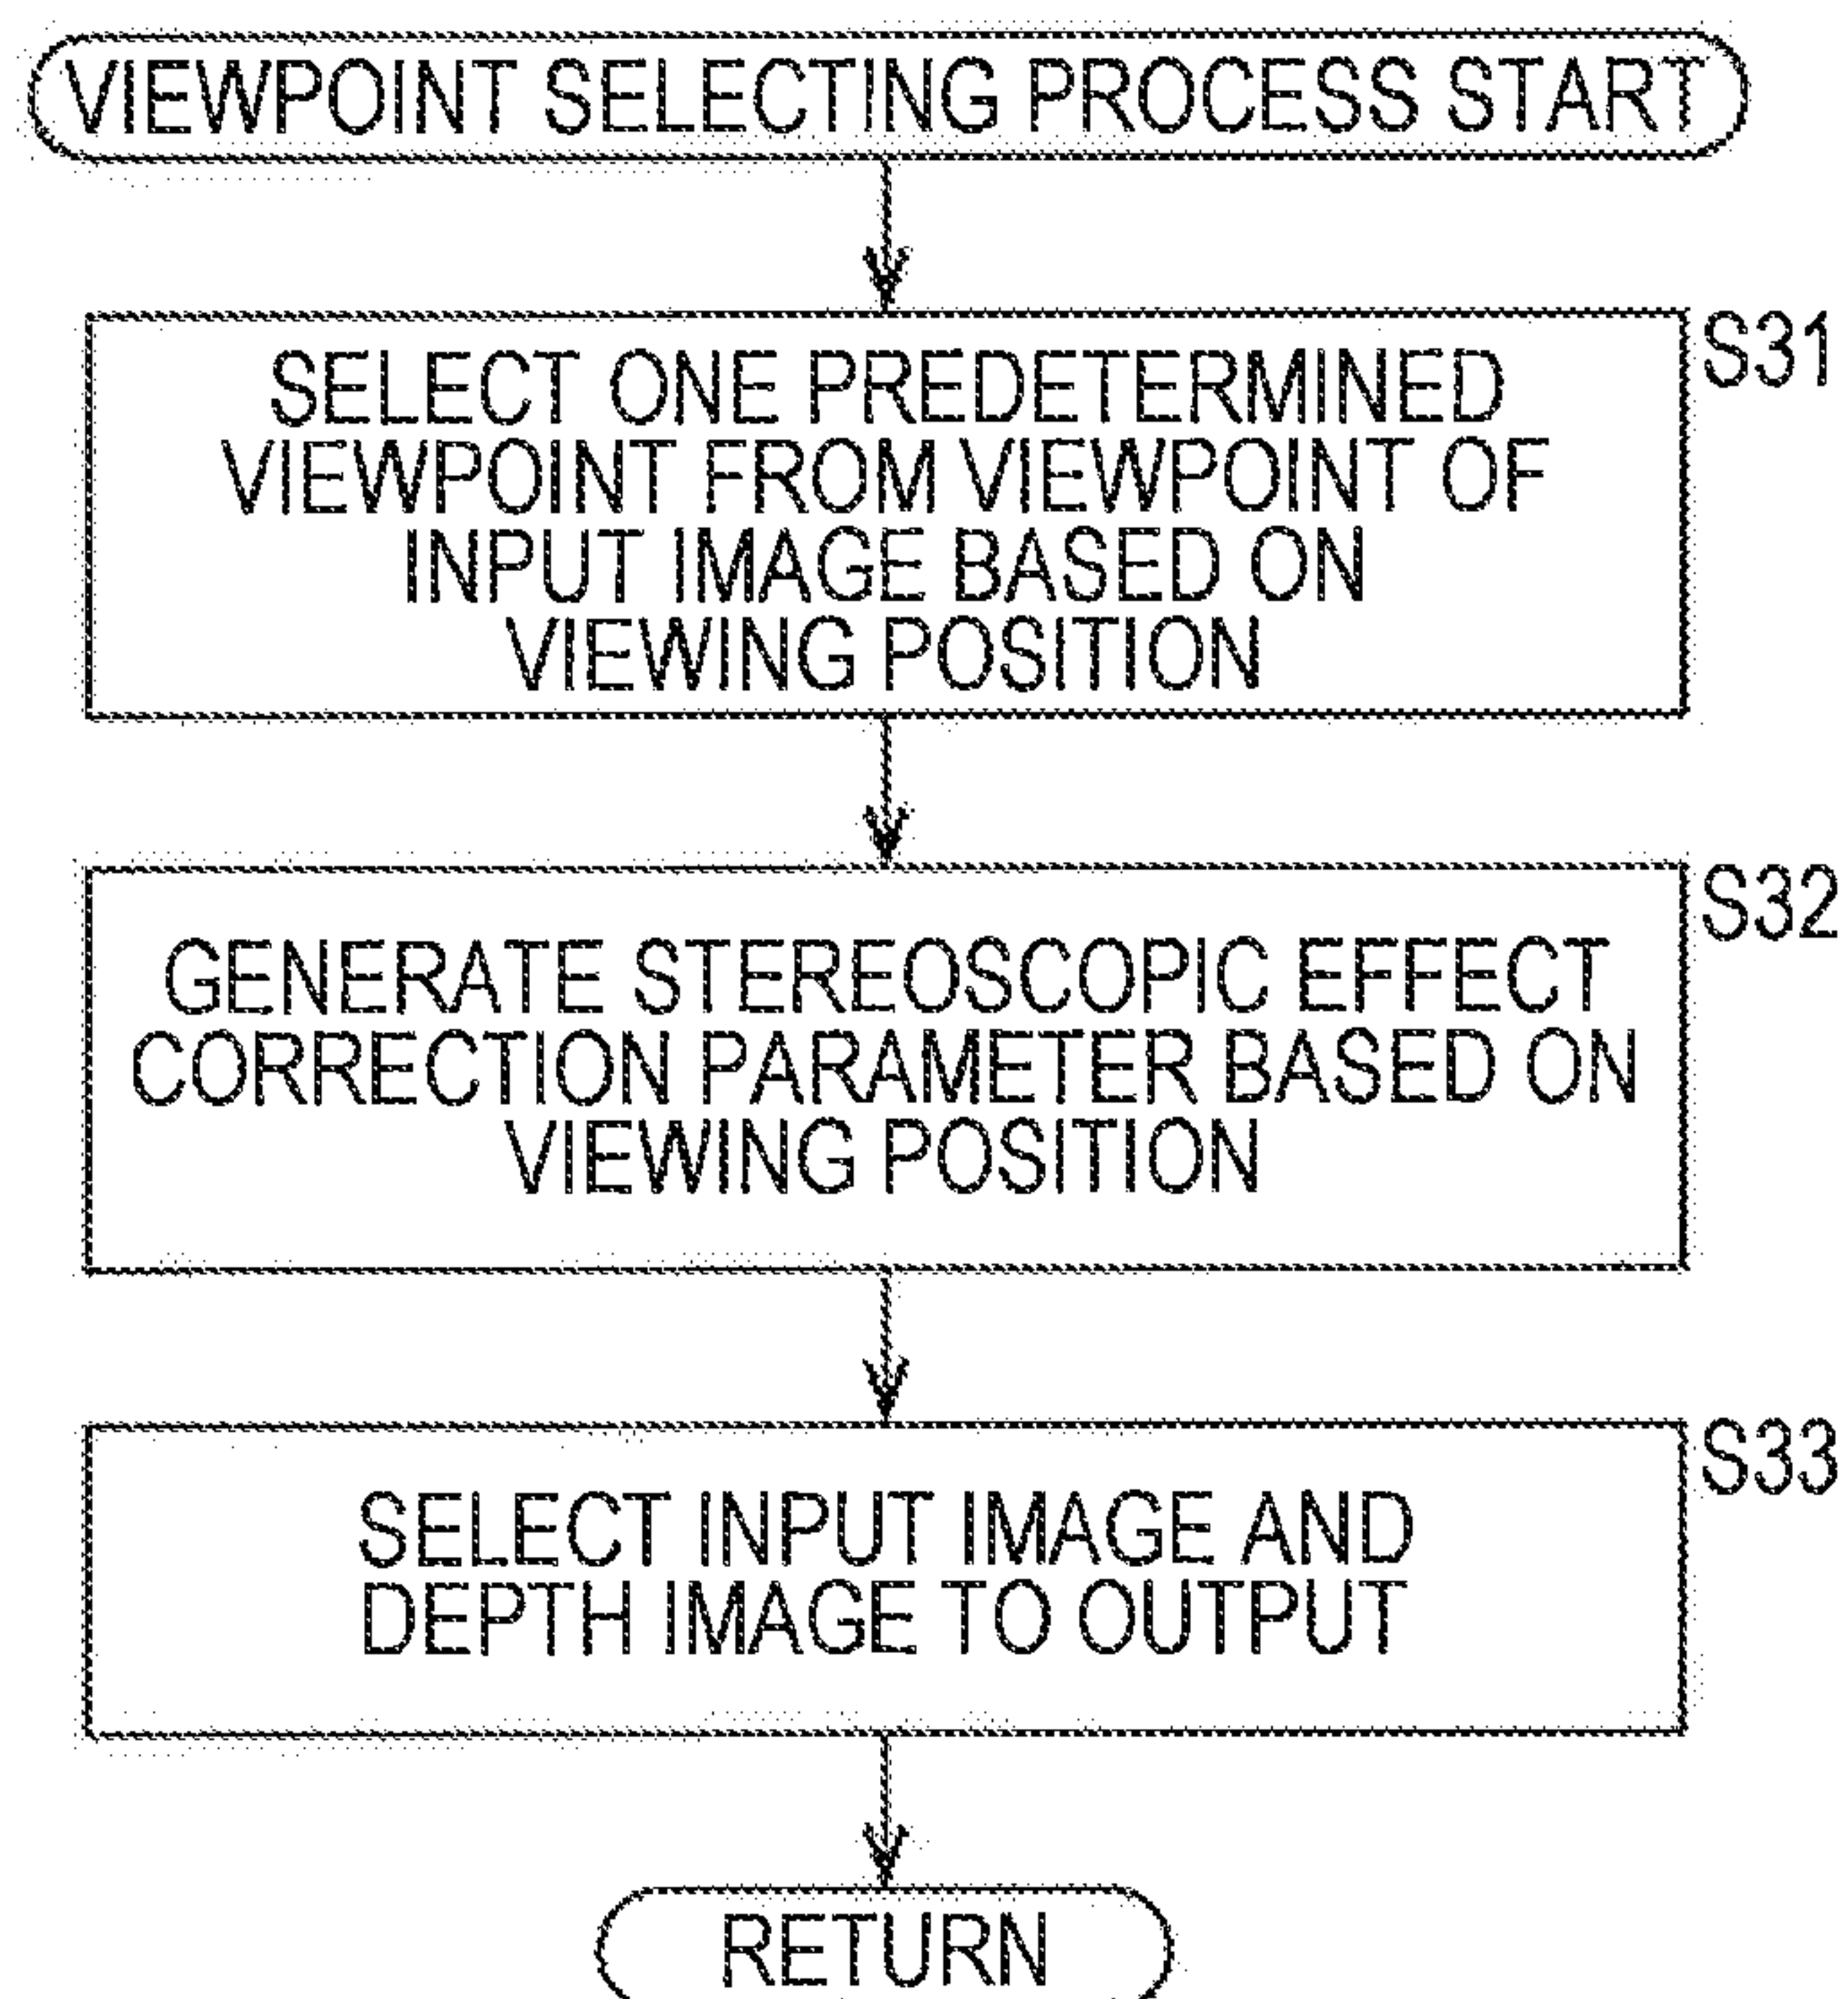 VIEWPOINT SELECTING PROCESS START
S31
SELECT ONE PREDETERMINED
VIEWPOINT FROM VIEWPOINT OF
INPUT IMAGE BASED ON
VIEWING POSITION
S32
GENERATE STEREOSCOPIC EFFECT
CORRECTION PARAMETER BASED ON
VIEWING POSITION
S33
SELECT INPUT IMAGE AND
DEPTH IMAGE TO OUTPUT
RETURN